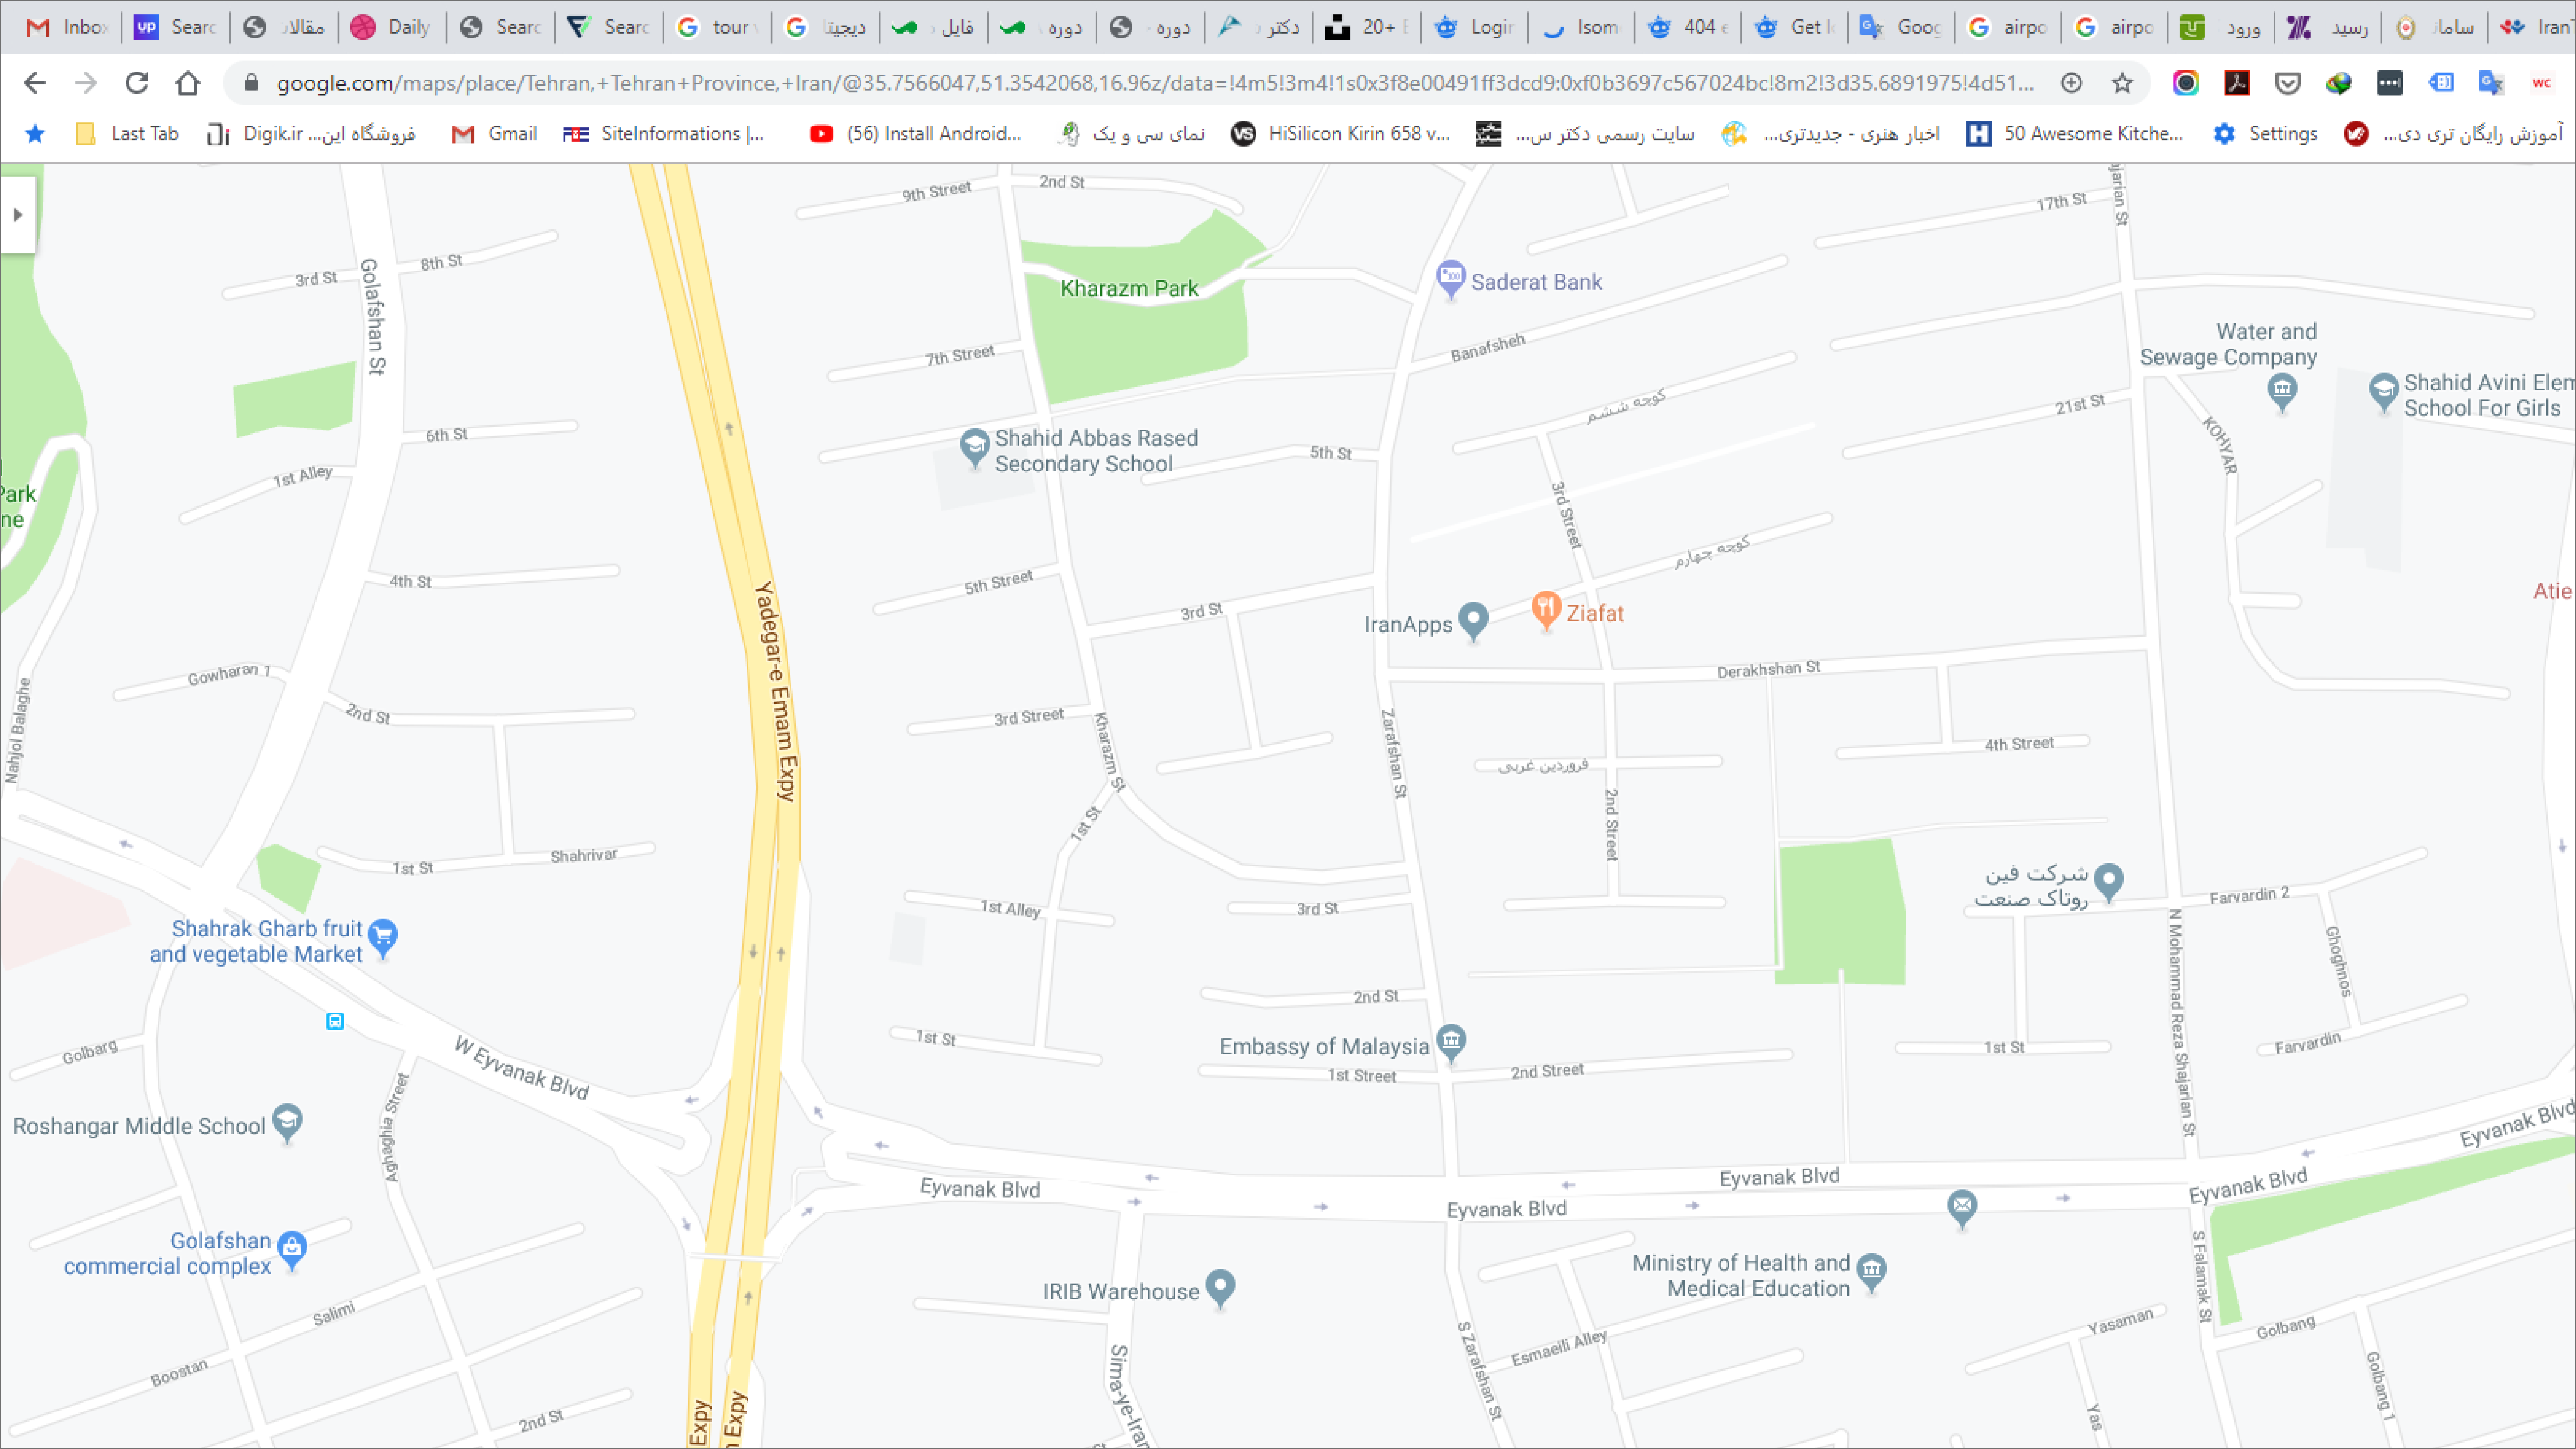 Inbo
Searc
مقالات
Daily
Searc
Searc
tour v
دیجیتا
فایل د
دوره
دوره -
دکتر د
20+ E
Login
Isom
404 e
Get lo
Goog
airpo
airpo
ورود
رسید
سامان
IranT
google.com/maps/place/Tehran,+Tehran+Province,+Iran/@35.7566047,51.3542068,16.96z/data=!4m5!3m4!1s0x3f8e00491ff3dcd9:0xf0b3697c567024bc!8m2!3d35.6891975!4d51...
Last Tab
Digik.ir ...فروشگاه این
Gmail
SiteInformations |...
(56) Install Android...
نمای سی و یک
HiSilicon Kirin 658 v...
سایت رسمی دکتر س...
اخبار هنری - جدیدتری...
50 Awesome Kitche...
Settings
آموزش رایگان تری دی...
9th Street
2nd St
17th St
ajarian St
8th St
3rd St
Golafshan St
Kharazm Park
Saderat Bank
Banafsheh
7th Street
Water and
Sewage Company
Shahid Avini Elem
School For Girls
21st St
KOHYAR
کوچه ششم
6th St
1st Alley
Shahid Abbas Rased
Secondary School
5th St
3rd Street
Park
ne
کوچه چهارم
4th St
5th Street
3rd St
IranApps
Ziafat
Atie
Yadegar-e Emam Expy
Gowharan 1
2nd St
Nahjol Balaghe
3rd Street
Kharazm St
Zarafshan St
Derakhshan St
4th Street
فروردین غربی
2nd Street
1st St
1st St
Shahrivar
شرکت فین
روتاک صنعت
Farvardin 2
1st Alley
3rd St
Shahrak Gharb fruit
and vegetable Market
N Mohammad Reza Shajarian St
Ghoghnos
2nd St
1st St
Embassy of Malaysia
1st Street
2nd Street
1st St
Farvardin
Golbarg
W Eyvanak Blvd
Aghaghia Street
Roshangar Middle School
Eyvanak Blvd
Eyvanak Blvd
Eyvanak Blvd
Eyvanak Blvd
Eyvanak Blvd
Golafshan
commercial complex
IRIB Warehouse
Ministry of Health and
Medical Education
S Falamak St
Salimi
Boostan
2nd St
Expy
n Expy
Sima-ye-Iran
S Zarafshan St
Esmaeili Alley
Yasaman
Yas
Golbang
Golbang 1